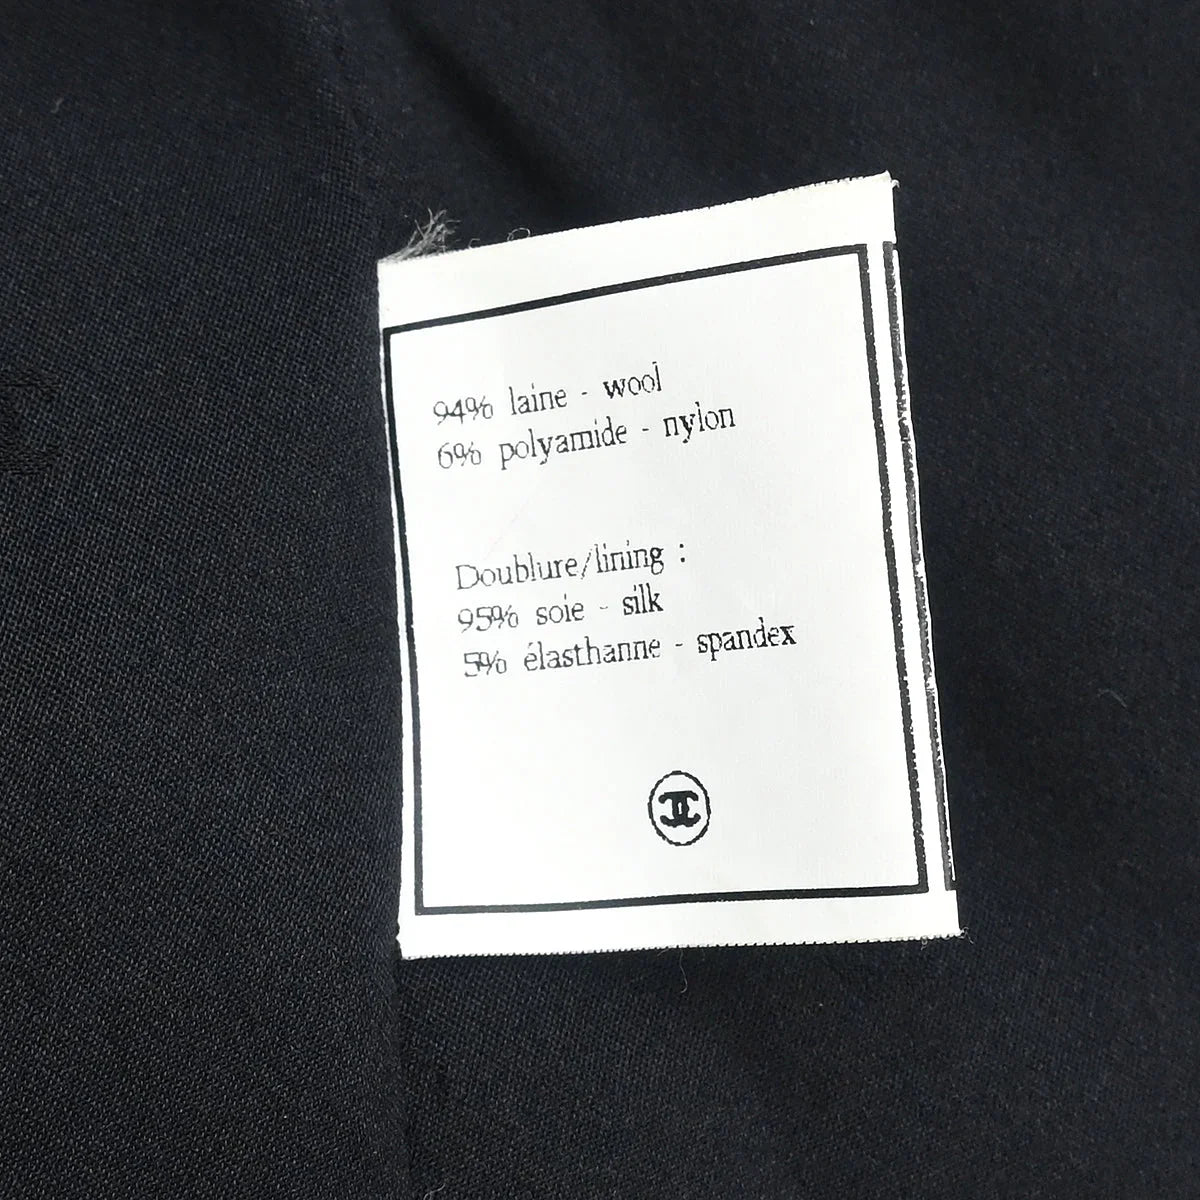 94% laine - wool
6% polyamide - nylon
Doublure/lining :
95% soie - silk
5% élasthanne - spandex